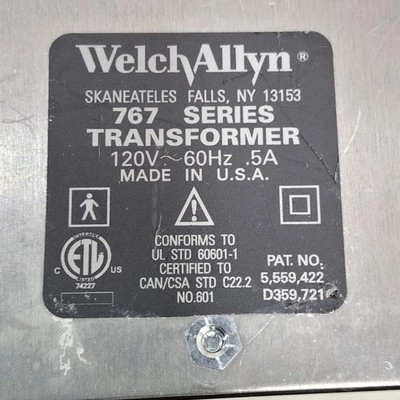 WelchAllyn®
SKANEATELES FALLS, NY 13153
767 SERIES
TRANSFORMER
120V~60Hz .5A
MADE IN U.S.A.
INTERTEK
ETL
C US
LISTED
74227
CONFORMS TO
UL STD 60601-1
CERTIFIED TO
CAN/CSA STD C22.2
NO.601
PAT. NO.
5,559,422
D359,721